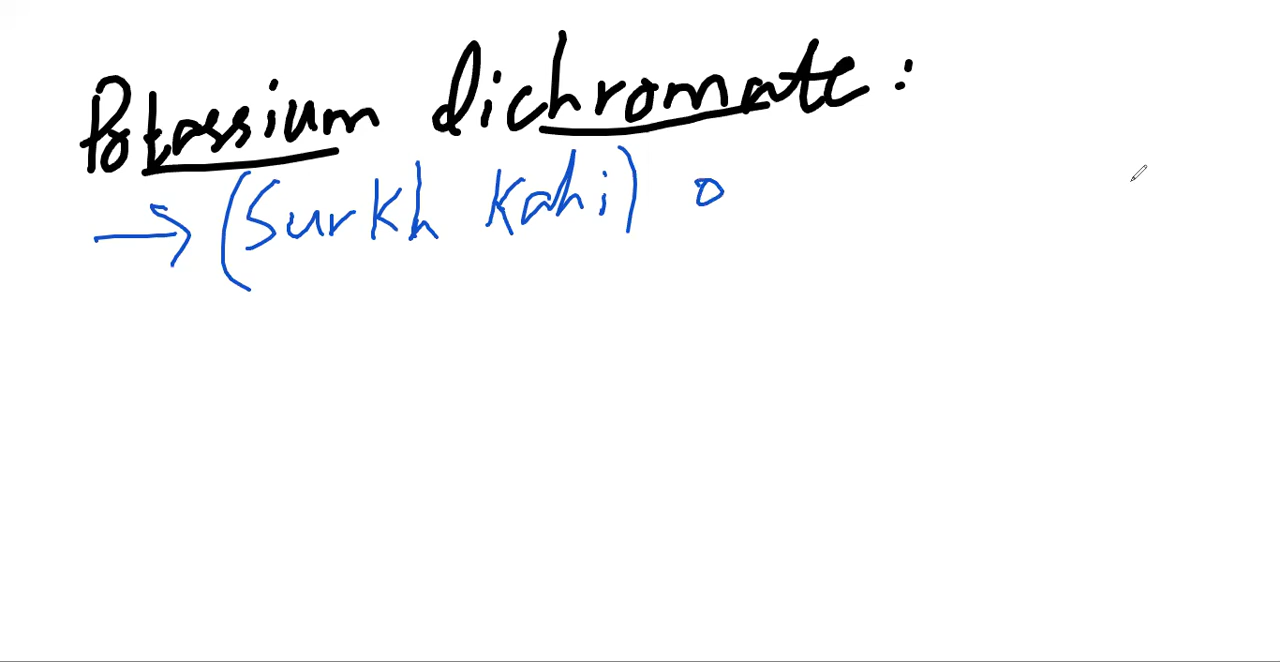 Potassium dichromate:
→ (Surkh Kahi) o